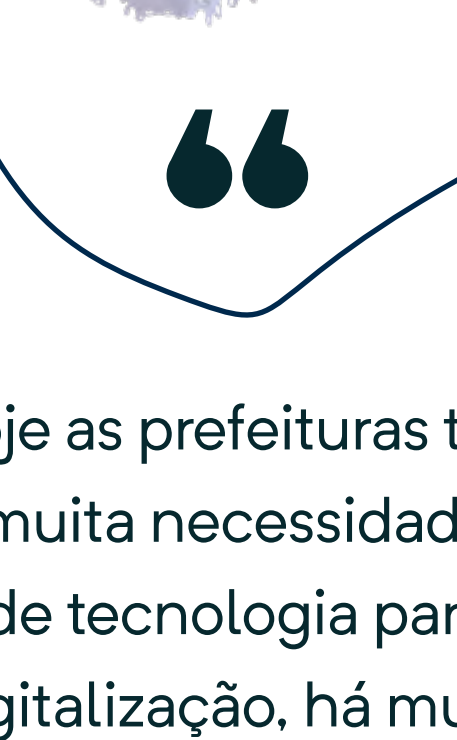 “
je as prefeituras t
muita necessidad
de tecnologia par
gitalização, há mu